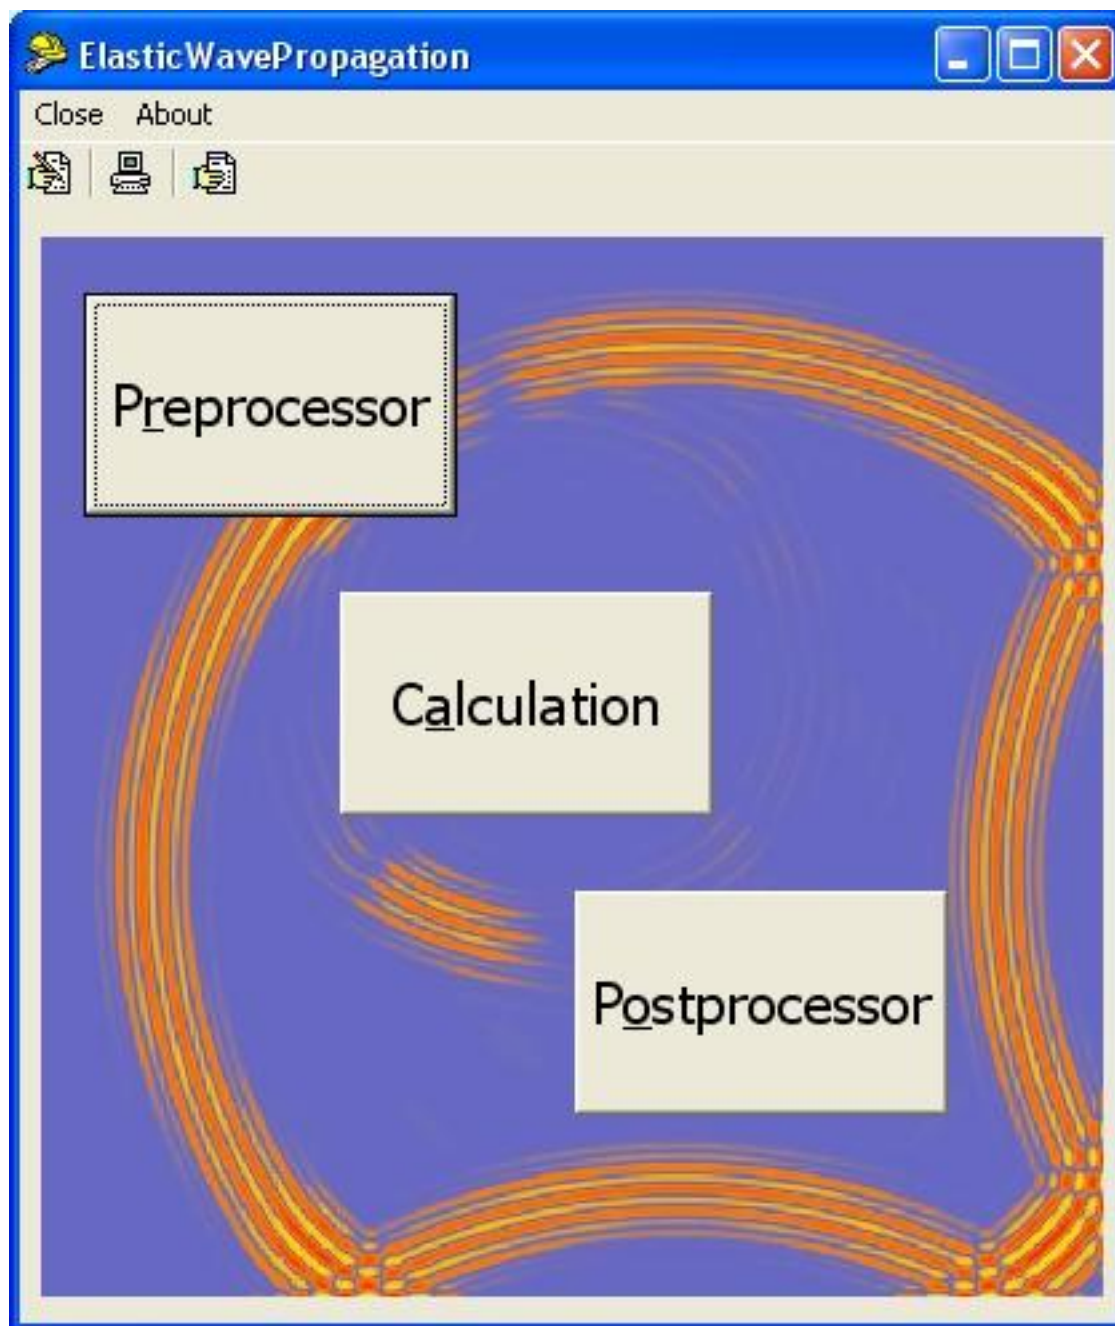 ElasticWavePropagation
Close About
Preprocessor
Calculation
Postprocessor